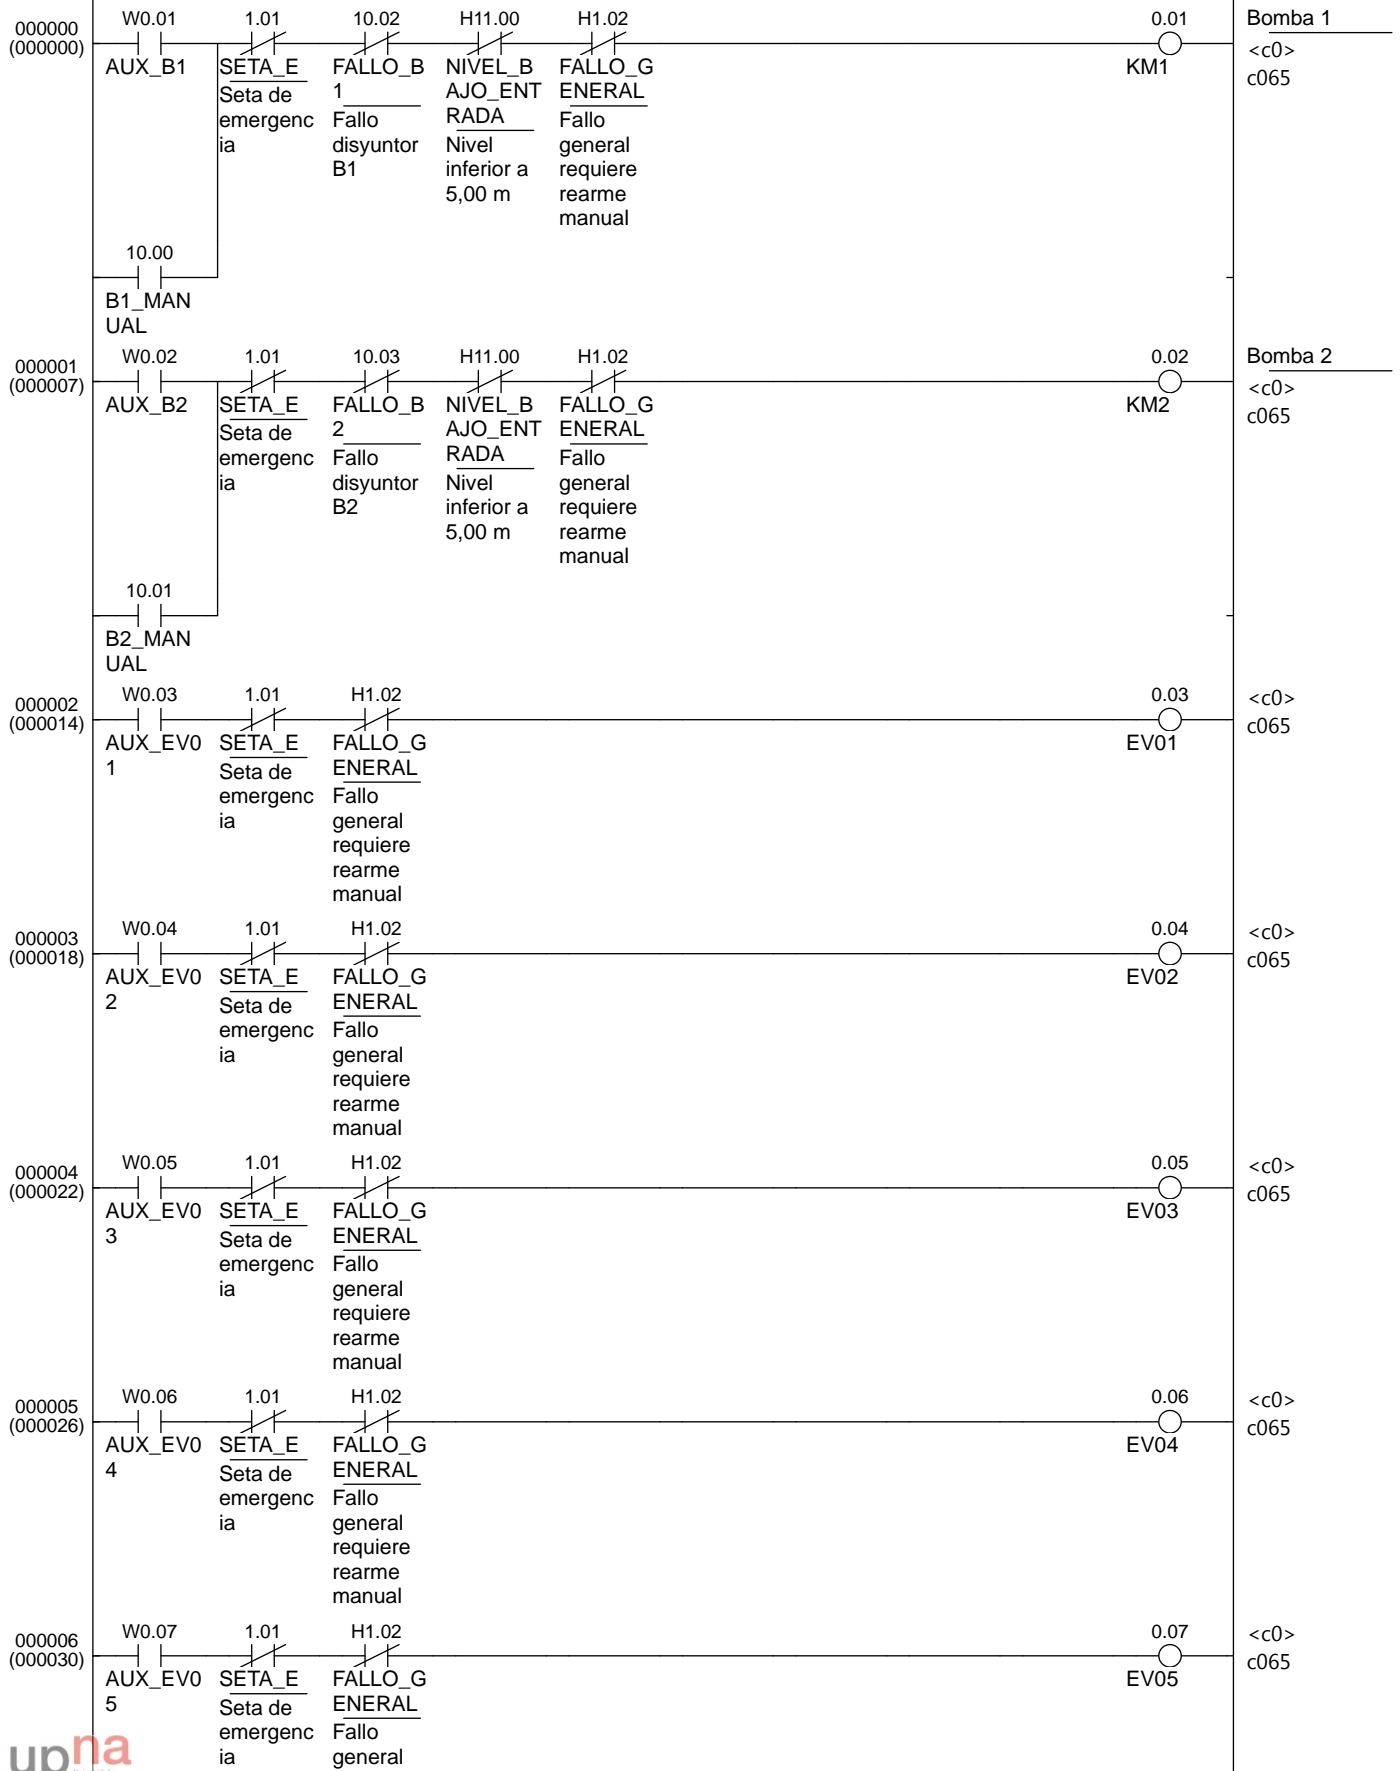 W0.01 1.01 10.02 H11.00 H1.02 0.01 Bomba 1
000000
(000000)
<c0>
AUX_B1 SETA_E FALLO_B NIVEL_B FALLO_G KM1
c065
1 AJO_ENT ENERAL
Seta de
RADA
emergenc Fallo Fallo
ia disyuntor Nivel general
B1 inferior a requiere
5,00 m rearme
manual
10.00
B1_MAN
UAL
W0.02 1.01 10.03 H11.00 H1.02 0.02 Bomba 2
000001
(000007)
<c0>
AUX_B2 SETA_E FALLO_B NIVEL_B FALLO_G KM2
c065
2 AJO_ENT ENERAL
Seta de
RADA
emergenc Fallo Fallo
ia disyuntor Nivel general
B2 inferior a requiere
5,00 m rearme
manual
10.01
B2_MAN
UAL
W0.03 1.01 H1.02 0.03 <c0>
000002
(000014)
c065
AUX_EV0 SETA_E FALLO_G EV01
1 ENERAL
Seta de
emergenc Fallo
ia general
requiere
rearme
manual
W0.04 1.01 H1.02 0.04 <c0>
000003
(000018)
c065
AUX_EV0 SETA_E FALLO_G EV02
2 ENERAL
Seta de
emergenc Fallo
ia general
requiere
rearme
manual
W0.05 1.01 H1.02 0.05 <c0>
000004
(000022)
c065
AUX_EV0 SETA_E FALLO_G EV03
3 ENERAL
Seta de
emergenc Fallo
ia general
requiere
rearme
manual
W0.06 1.01 H1.02 0.06 <c0>
000005
(000026)
c065
AUX_EV0 SETA_E FALLO_G EV04
4 ENERAL
Seta de
emergenc Fallo
ia general
requiere
rearme
manual
W0.07 1.01 H1.02 0.07 <c0>
000006
(000030)
c065
AUX_EV0 SETA_E FALLO_G EV05
5 ENERAL
Seta de
emergenc Fallo
ia general
upna